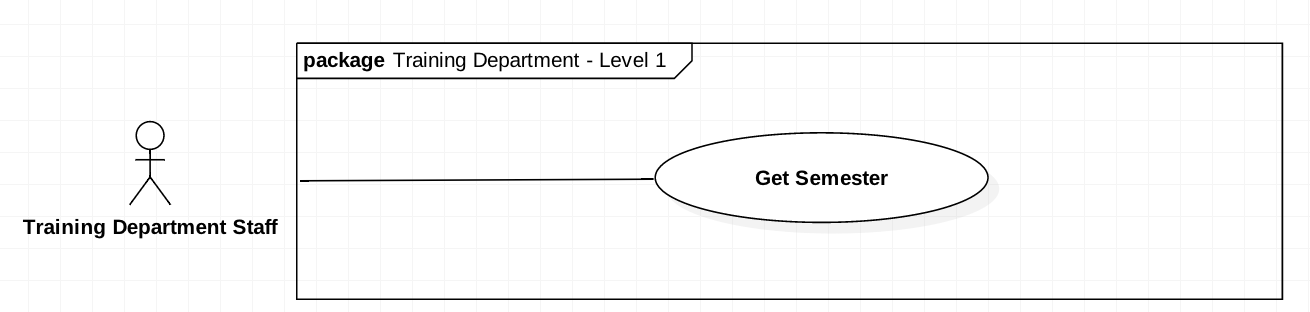 package Training Department - Level 1
Get Semester
Training Department Staff